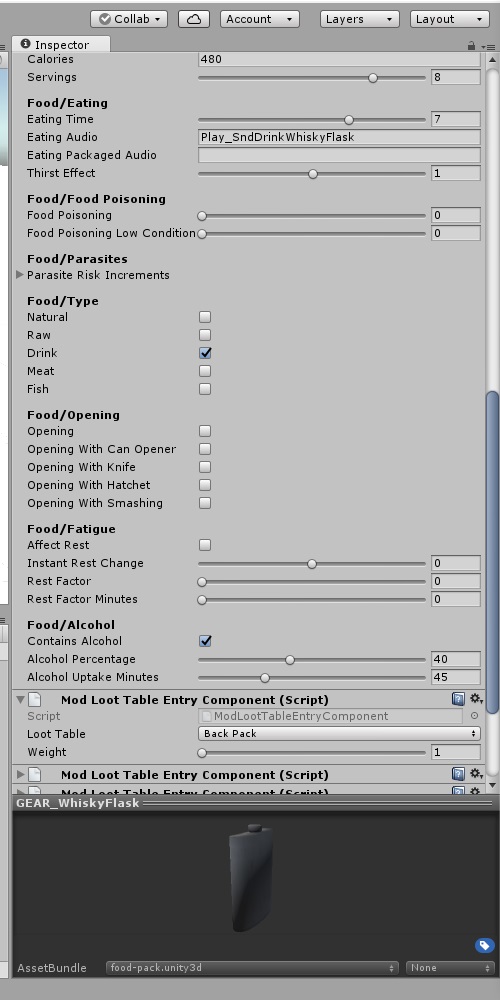 Collab
Account
Layers
Layout
Inspector
Calories 480
Servings 8
Food/Eating
Eating Time 7
Eating Audio Play_SndDrinkWhiskyFlask
Eating Packaged Audio
Thirst Effect 1
Food/Food Poisoning
Food Poisoning 0
Food Poisoning Low Condition 0
Food/Parasites
Parasite Risk Increments
Food/Type
Natural
Raw
Drink
Meat
Fish
Food/Opening
Opening
Opening With Can Opener
Opening With Knife
Opening With Hatchet
Opening With Smashing
Food/Fatigue
Affect Rest
Instant Rest Change 0
Rest Factor 0
Rest Factor Minutes 0
Food/Alcohol
Contains Alcohol
Alcohol Percentage 40
Alcohol Uptake Minutes 45
Mod Loot Table Entry Component (Script)
Script ModLootTableEntryComponent
Loot Table Back Pack
Weight 1
Mod Loot Table Entry Component (Script)
Mod Loot Table Entry Component (Script)
GEAR_WhiskyFlask
AssetBundle food-pack.unity3d None